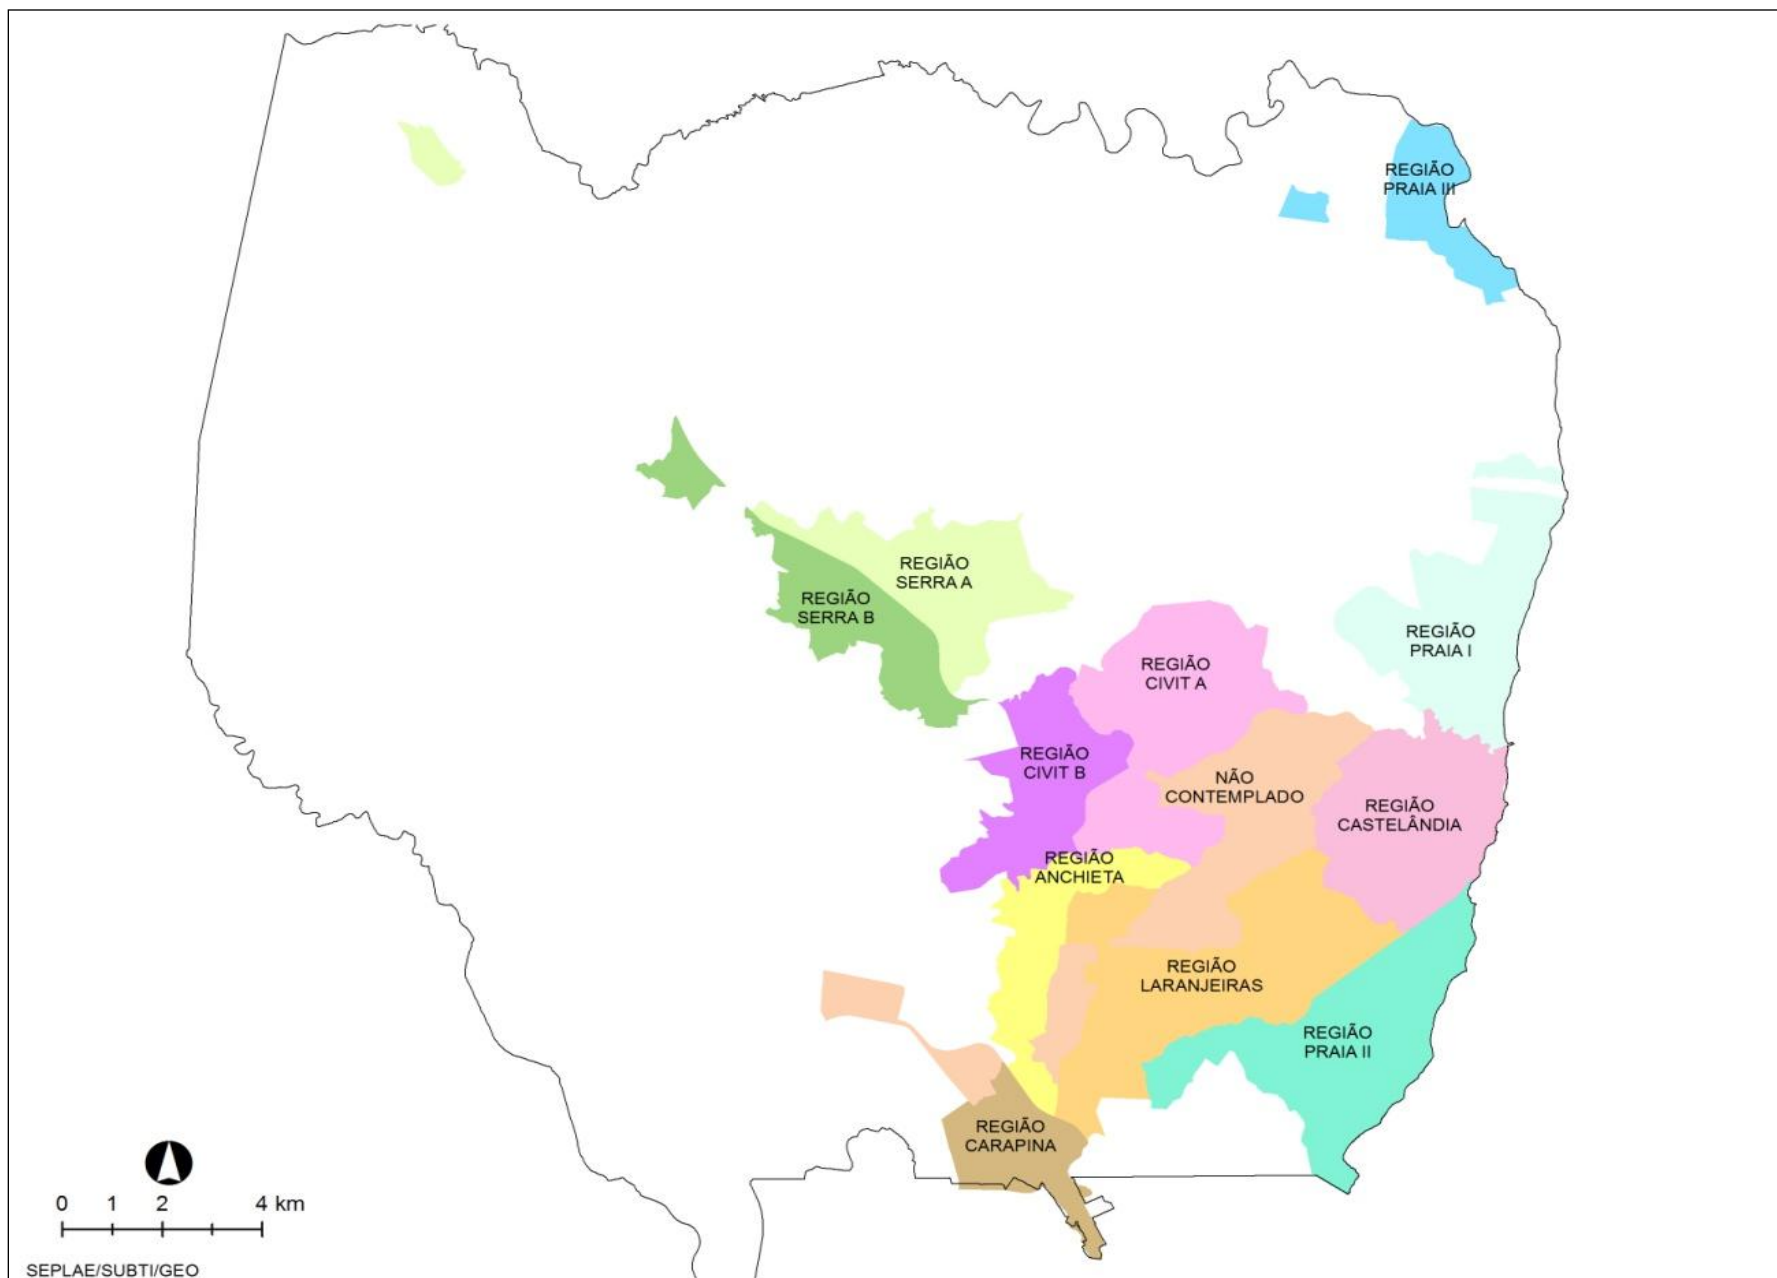 REGIÃO
PRAIA III
REGIÃO
SERRA A
REGIÃO
SERRA B
REGIÃO
PRAIA I
REGIÃO
CIVIT A
REGIÃO
CIVIT B
NÃO
CONTEMPLADO
REGIÃO
CASTELÂNDIA
REGIÃO
ANCHIETA
REGIÃO
LARANJEIRAS
REGIÃO
PRAIA II
REGIÃO
CARAPINA
0 1 2 4 km
SEPLAE/SUBTI/GEO